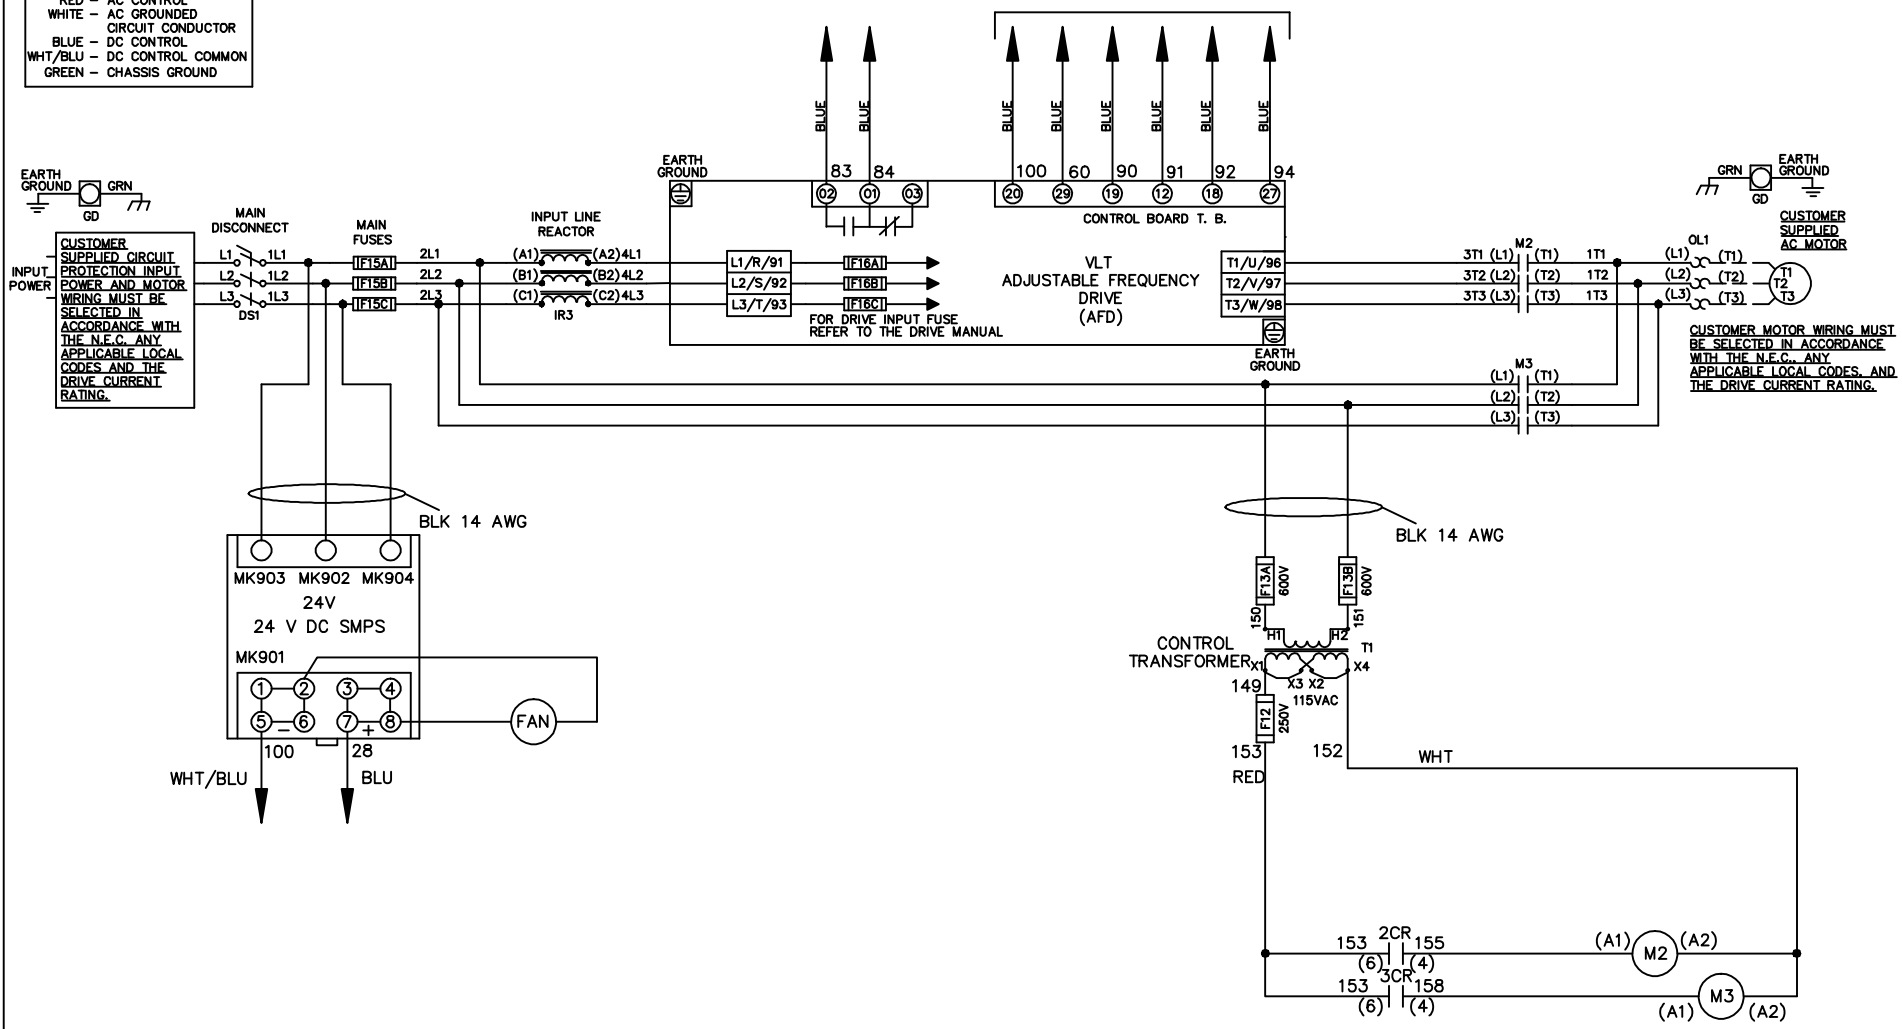 RED – AC CONTROL
WHITE – AC GROUNDED
CIRCUIT CONDUCTOR
BLUE – DC CONTROL
WHT/BLU – DC CONTROL COMMON
GREEN – CHASSIS GROUND
BLUE
BLUE
BLUE
BLUE
BLUE
BLUE
BLUE
BLUE
EARTH
GROUND
GRN
GD
EARTH
GROUND
83
84
100
60
90
91
92
94
02
01
03
20
29
19
12
18
27
CONTROL BOARD T. B.
GRN
EARTH
GROUND
GD
CUSTOMER
SUPPLIED
AC MOTOR
INPUT
POWER
CUSTOMER
SUPPLIED CIRCUIT
PROTECTION INPUT
POWER AND MOTOR
WIRING MUST BE
SELECTED IN
ACCORDANCE WITH
THE N.E.C. ANY
APPLICABLE LOCAL
CODES AND THE
DRIVE CURRENT
RATING.
MAIN
DISCONNECT
L1
1L1
L2
1L2
L3
1L3
DS1
MAIN
FUSES
F15A
F15B
F15C
2L1
2L2
2L3
INPUT LINE
REACTOR
(A1)
(A2)
4L1
(B1)
(B2)
4L2
(C1)
(C2)
4L3
IR3
L1/R/91
L2/S/92
L3/T/93
F16A
F16B
F16C
FOR DRIVE INPUT FUSE
REFER TO THE DRIVE MANUAL
VLT
ADJUSTABLE FREQUENCY
DRIVE
(AFD)
T1/U/96
T2/V/97
T3/W/98
EARTH
GROUND
M2
3T1 (L1) (T1) 1T1
3T2 (L2) (T2) 1T2
3T3 (L3) (T3) 1T3
OL1
(L1) (T1)
(L2) (T2)
(L3) (T3)
T1
T2
T3
CUSTOMER MOTOR WIRING MUST
BE SELECTED IN ACCORDANCE
WITH THE N.E.C., ANY
APPLICABLE LOCAL CODES, AND
THE DRIVE CURRENT RATING.
M3
(L1) (T1)
(L2) (T2)
(L3) (T3)
BLK 14 AWG
MK903 MK902 MK904
24V
24 V DC SMPS
MK901
1
2
3
4
5
6
7
8
–
+
FAN
100
28
WHT/BLU
BLU
BLK 14 AWG
F13A
600V
F13B
600V
150
151
H1
H2
T1
CONTROL
TRANSFORMER
X1
X3 X2
X4
115VAC
149
F12
250V
153
152
RED
WHT
2CR
153
155
(6)
(4)
(A1)
M2
(A2)
3CR
153
158
(6)
(4)
(A1)
M3
(A2)